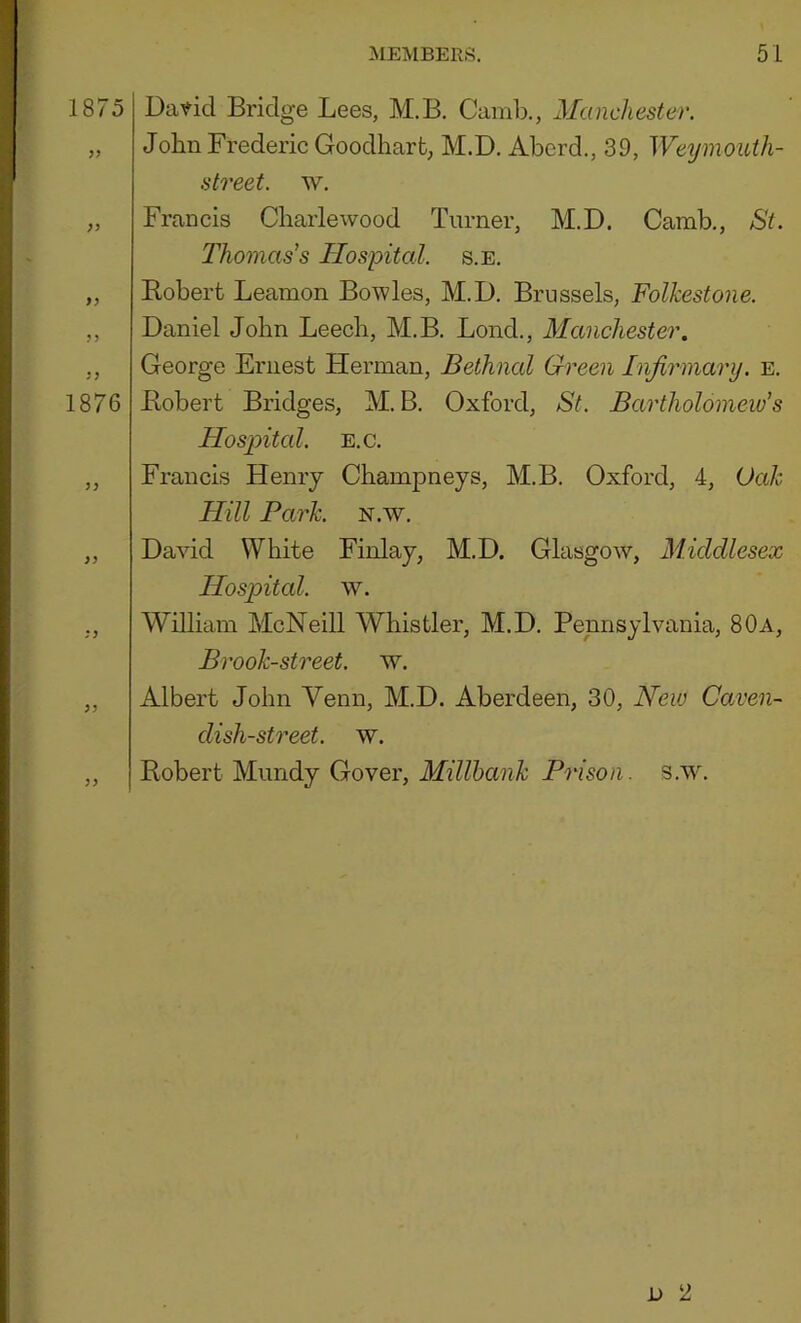 MEMBERS. 51
1875 David Bridge Lees, M.B. Camb., Manchester.
„ John Frederic Goodhart, M.D. Aberd., 39, Weymouth-
street. W.
„ Francis Charlewood Turner, M.D. Camb., St.
Thomas's Hospital. S.E.
„ Robert Leamon Bowles, M.D. Brussels, Folkestone.
„ Daniel John Leech, M.B. Lond., Manchester.
„ George Ernest Herman, Bethnal Green Infirmary. E.
1876 Robert Bridges, M.B. Oxford, St. Bartholomew's
Hospital. E.C.
„ Francis Henry Champneys, M.B. Oxford, 4, Oak
Hill Park. N.W.
„ David White Finlay, M.D. Glasgow, Middlesex
Hospital. W.
„ William McNeill Whistler, M.D. Pennsylvania, 80A,
Brook-street. W.
„ Albert John Venn, M.D. Aberdeen, 30, New Caven-
dish-street. W.
„ Robert Mundy Gover, Millbank Prison. S.W.
D 2